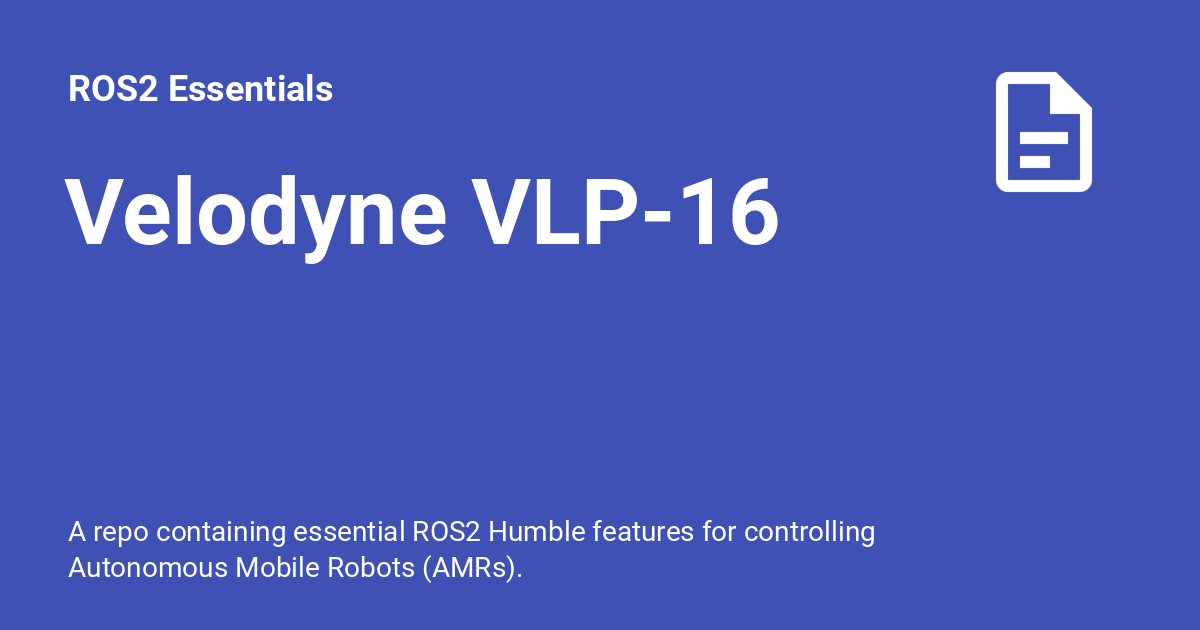 ROS2 Essentials
Velodyne VLP-16
A repo containing essential ROS2 Humble features for controlling
Autonomous Mobile Robots (AMRs).